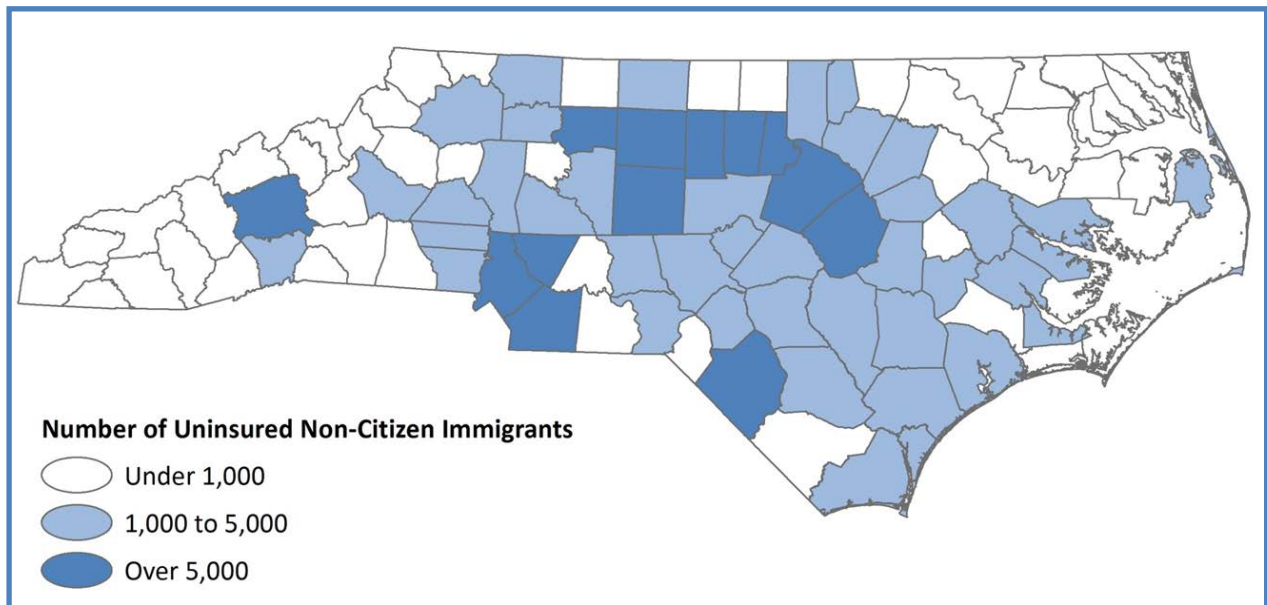 Number of Uninsured Non-Citizen Immigrants
Under 1,000
1,000 to 5,000
Over 5,000